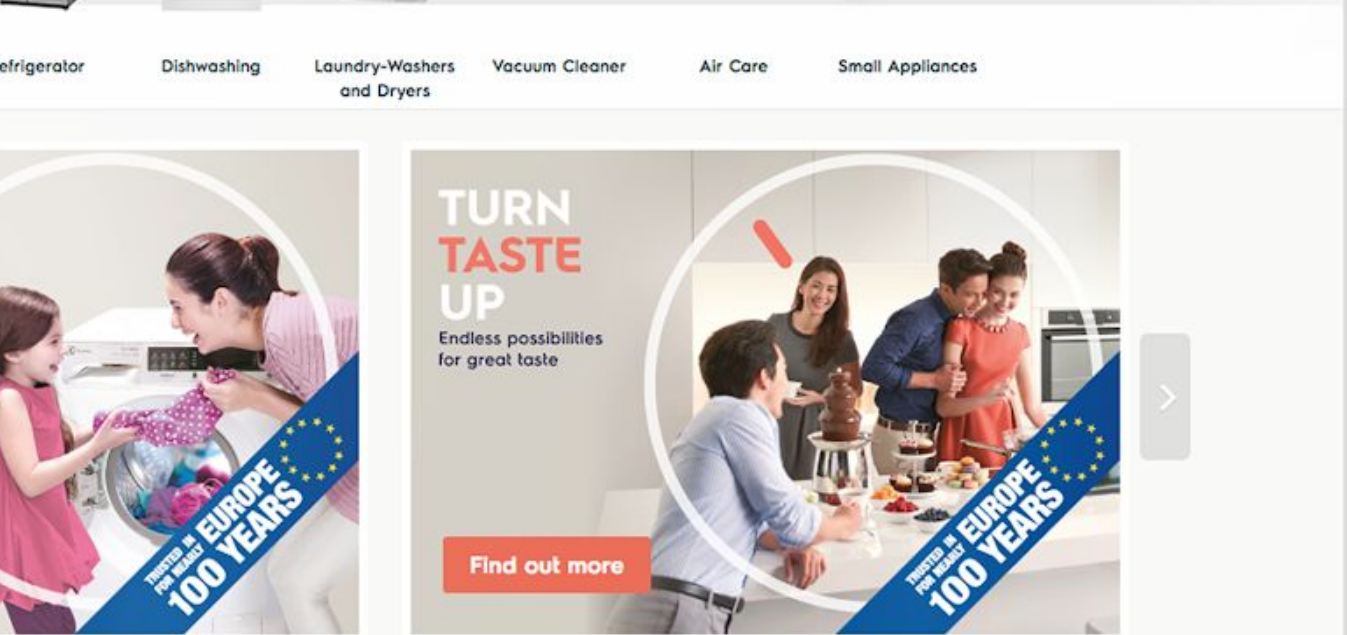 efrigerator
Dishwashing
Laundry-Washers
and Dryers
Vacuum Cleaner
Air Care
Small Appliances
TRUSTED IN
FOR NEARLY
EUROPE
100 YEARS
TURN
TASTE
UP
Endless possibilities
for great taste
Find out more
TRUSTED IN
FOR NEARLY
EUROPE
100 YEARS